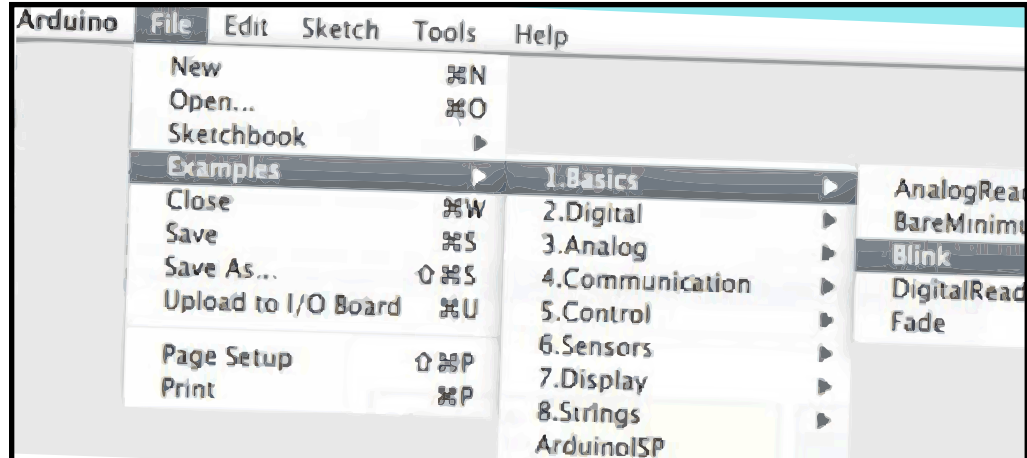 Arduino File Edit Sketch Tools Help
New ⌘N
Open... ⌘O
Sketchbook
Examples
Close ⌘W
Save ⌘S
Save As... ⇧⌘S
Upload to I/O Board ⌘U
Page Setup ⇧⌘P
Print ⌘P
1.Basics
2.Digital
3.Analog
4.Communication
5.Control
6.Sensors
7.Display
8.Strings
ArduinoISP
AnalogRea
BareMinimu
Blink
DigitalRead
Fade